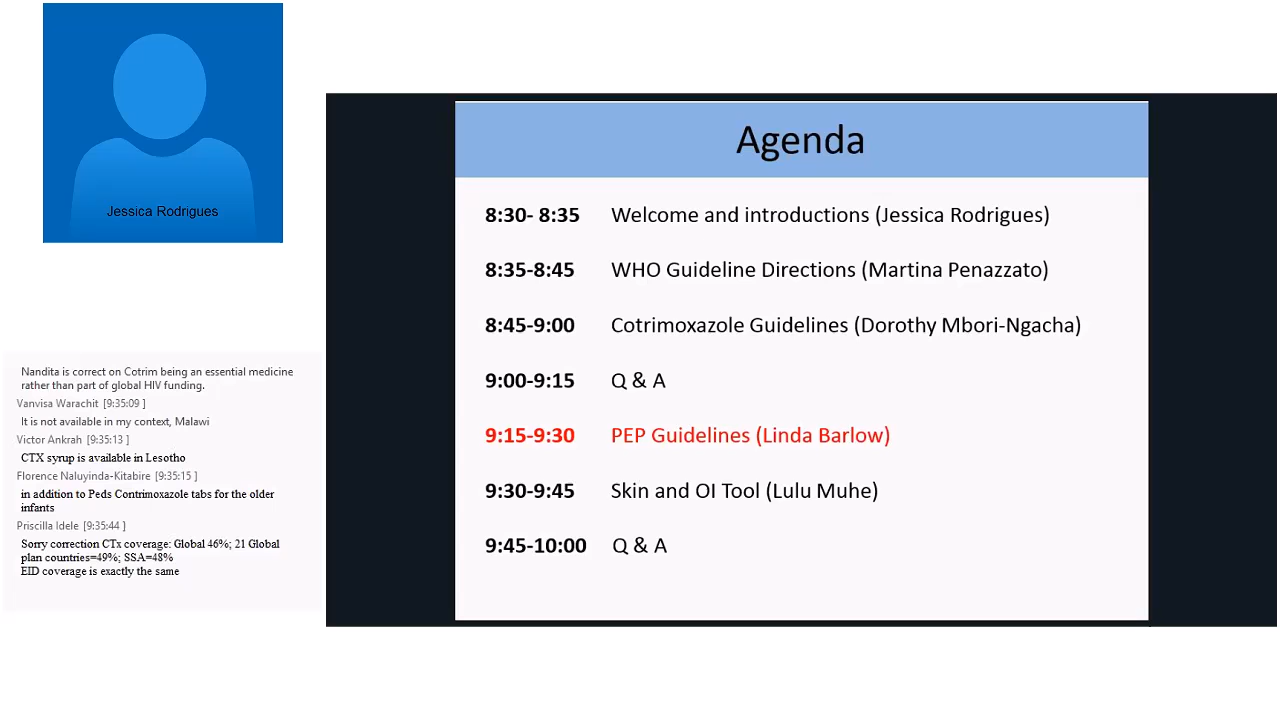 Jessica Rodrigues
Nandita is correct on Cotrim being an essential medicine
rather than part of global HIV funding.
Vanvisa Warachit [9:35:09 ]
It is not available in my context, Malawi
Victor Ankrah [9:35:13 ]
CTX syrup is available in Lesotho
Florence Naluyinda-Kitabire [9:35:15 ]
in addition to Peds Contrimoxazole tabs for the older
infants
Priscilla Idele [9:35:44 ]
Sorry correction CTx coverage: Global 46%; 21 Global
plan countries=49%; SSA=48%
EID coverage is exactly the same
Agenda
8:30- 8:35 Welcome and introductions (Jessica Rodrigues)
8:35-8:45 WHO Guideline Directions (Martina Penazzato)
8:45-9:00 Cotrimoxazole Guidelines (Dorothy Mbori-Ngacha)
9:00-9:15 Q & A
9:15-9:30 PEP Guidelines (Linda Barlow)
9:30-9:45 Skin and OI Tool (Lulu Muhe)
9:45-10:00 Q & A